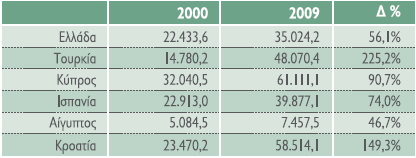 2000 2009 Δ %
Ελλάδα 22.433,6 35.024,2 56,1%
Τουρκία 14.780,2 48.070,4 225,2%
Κύπρος 32.040,5 61.111,1 90,7%
Ισπανία 22.913,0 39.877,1 74,0%
Αίγυπτος 5.084,5 7.457,5 46,7%
Κροατία 23.470,2 58.514,1 149,3%